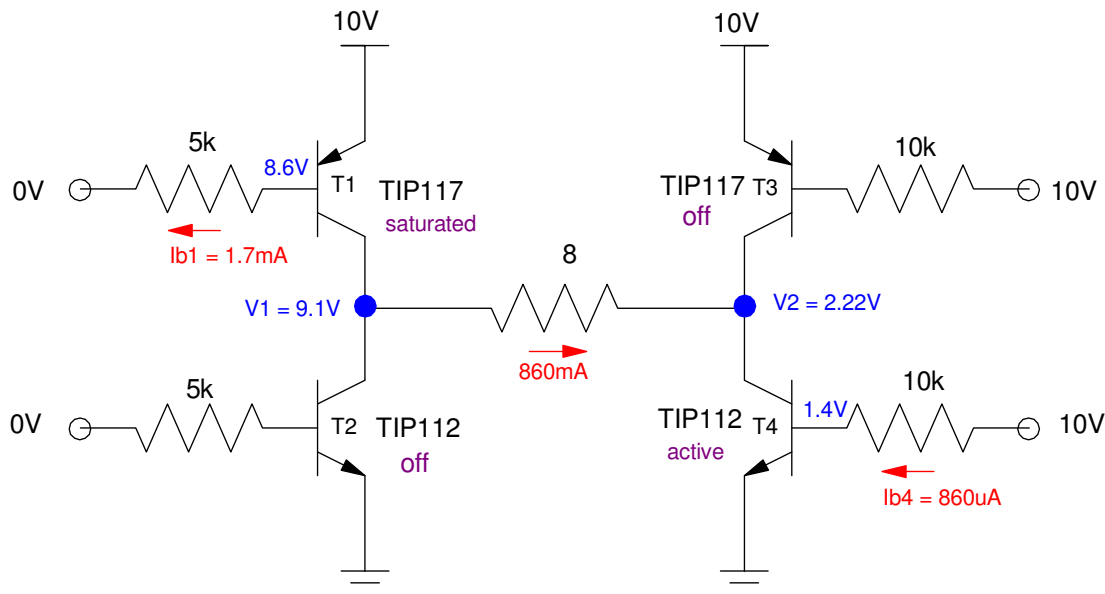 10V
10V
5k
10k
8.6V
0V
T1
TIP117
TIP117
T3
10V
saturated
off
Ib1 = 1.7mA
8
V1 = 9.1V
V2 = 2.22V
860mA
5k
10k
0V
T2
TIP112
TIP112
T4
1.4V
10V
off
active
Ib4 = 860uA